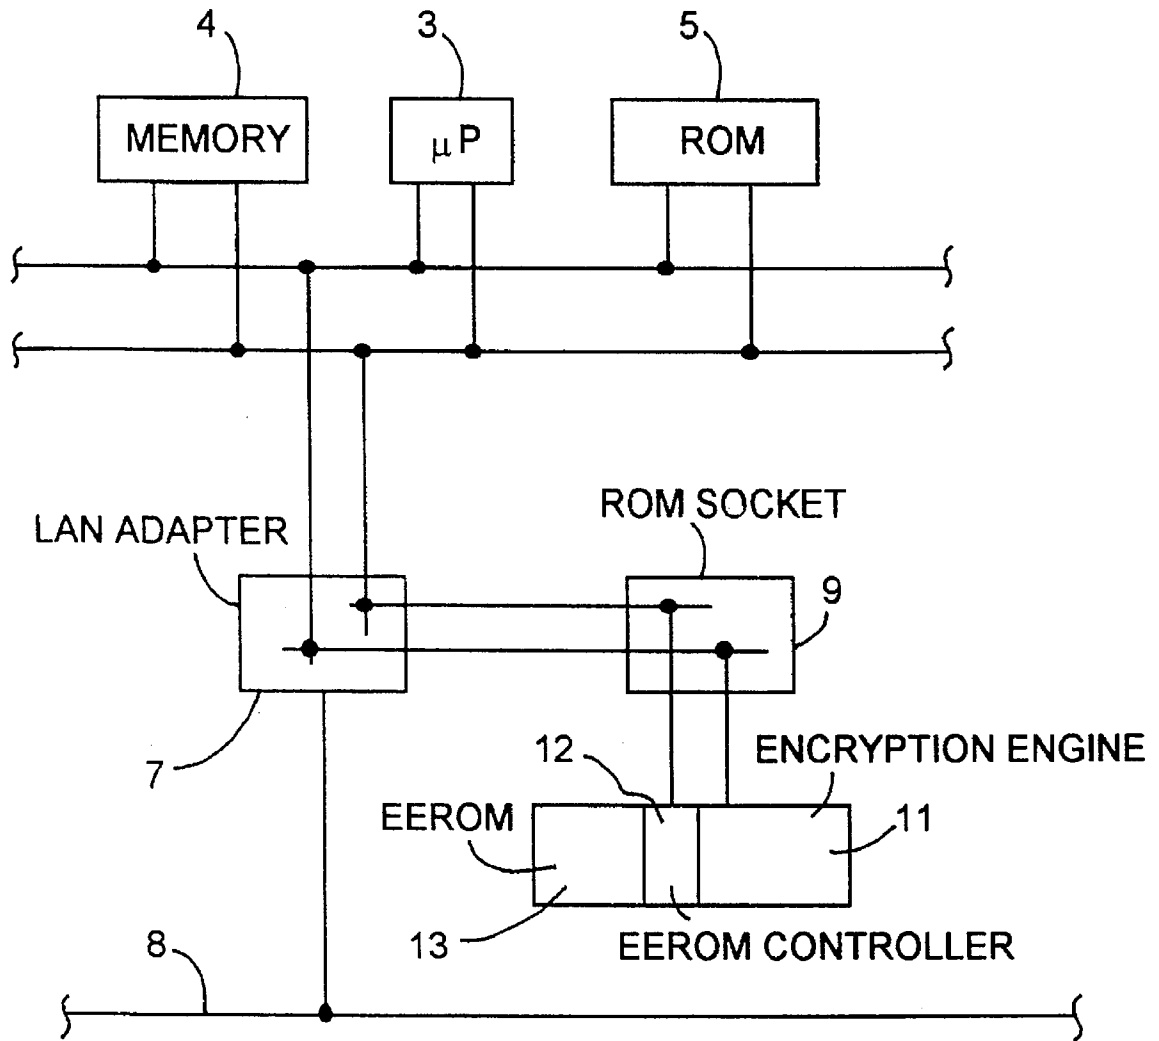 4
3
5
MEMORY
μP
ROM
LAN ADAPTER
ROM SOCKET
9
7
12
ENCRYPTION ENGINE
EEROM
11
13
EEROM CONTROLLER
8